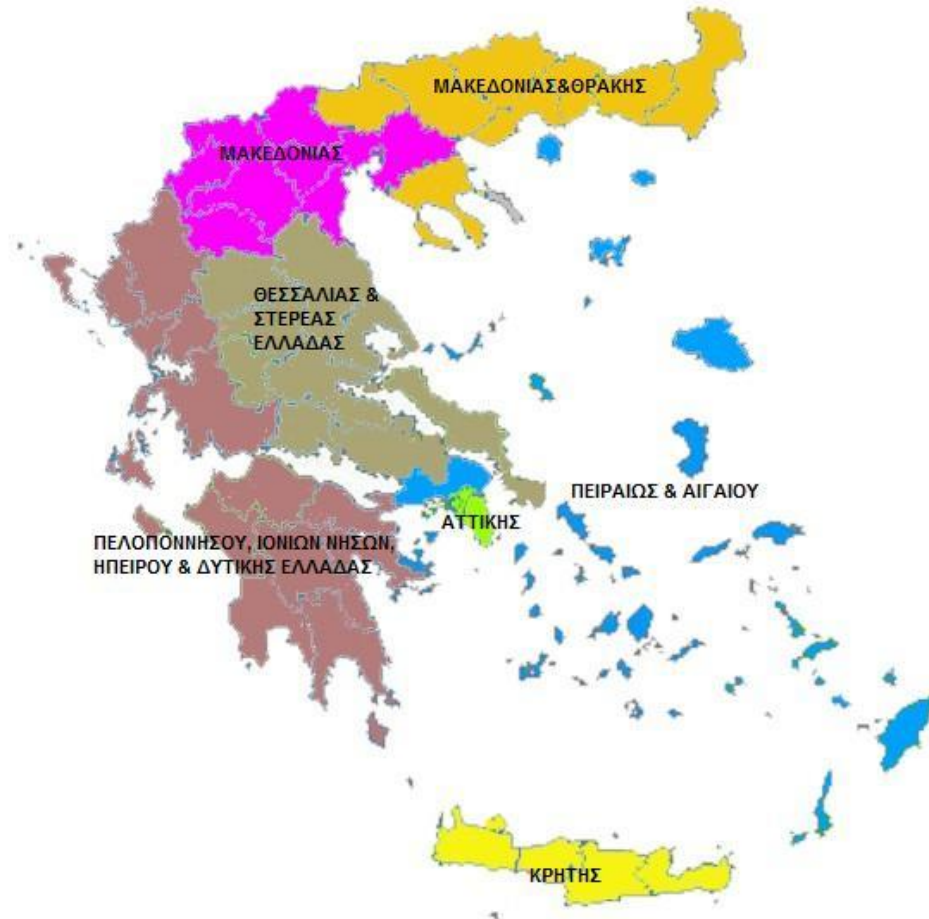 ΜΑΚΕΔΟΝΙΑΣ&ΘΡΑΚΗΣ
ΜΑΚΕΔΟΝΙΑΣ
ΘΕΣΣΑΛΙΑΣ &
ΣΤΕΡΕΑΣ
ΕΛΛΑΔΑΣ
ΠΕΙΡΑΙΩΣ & ΑΙΓΑΙΟΥ
ΑΤΤΙΚΗΣ
ΠΕΛΟΠΟΝΝΗΣΟΥ, ΙΟΝΙΩΝ ΝΗΣΩΝ,
ΗΠΕΙΡΟΥ & ΔΥΤΙΚΗΣ ΕΛΛΑΔΑΣ
ΚΡΗΤΗΣ